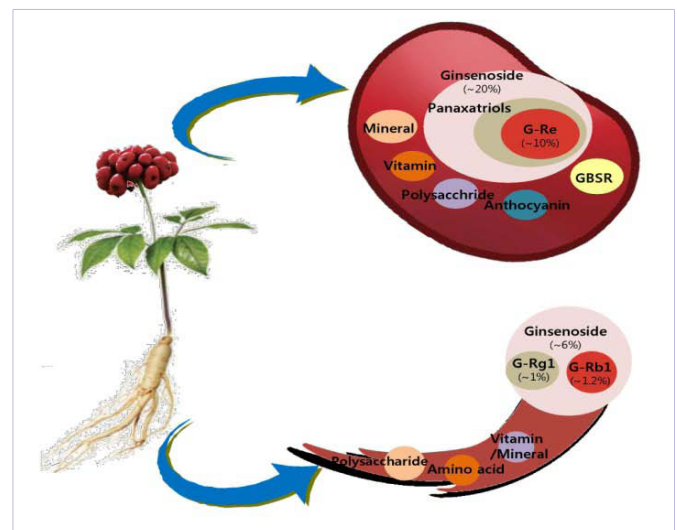 Ginsenoside
(~20%)
Panaxatriols
G-Re
(~10%)
Mineral
Vitamin
GBSR
Polysacchride
Anthocyanin
Ginsenoside
(~6%)
G-Rg1
(~1%)
G-Rb1
(~1.2%)
Vitamin
/Mineral
Polysaccharide
Amino acid